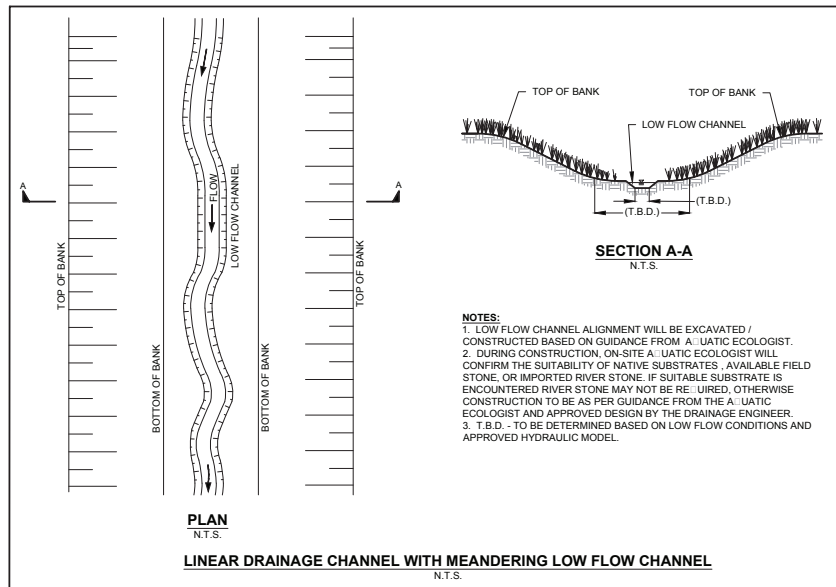 A
A
TOP OF BANK
BOTTOM OF BANK
FLOW
LOW FLOW CHANNEL
BOTTOM OF BANK
TOP OF BANK
PLAN
N.T.S.
TOP OF BANK
TOP OF BANK
LOW FLOW CHANNEL
(T.B.D.)
(T.B.D.)
SECTION A-A
N.T.S.
NOTES:
1. LOW FLOW CHANNEL ALIGNMENT WILL BE EXCAVATED /
CONSTRUCTED BASED ON GUIDANCE FROM A□UATIC ECOLOGIST.
2. DURING CONSTRUCTION, ON-SITE A□UATIC ECOLOGIST WILL
CONFIRM THE SUITABILITY OF NATIVE SUBSTRATES , AVAILABLE FIELD
STONE, OR IMPORTED RIVER STONE. IF SUITABLE SUBSTRATE IS
ENCOUNTERED RIVER STONE MAY NOT BE RE□UIRED, OTHERWISE
CONSTRUCTION TO BE AS PER GUIDANCE FROM THE A□UATIC
ECOLOGIST AND APPROVED DESIGN BY THE DRAINAGE ENGINEER.
3. T.B.D. - TO BE DETERMINED BASED ON LOW FLOW CONDITIONS AND
APPROVED HYDRAULIC MODEL.
LINEAR DRAINAGE CHANNEL WITH MEANDERING LOW FLOW CHANNEL
N.T.S.